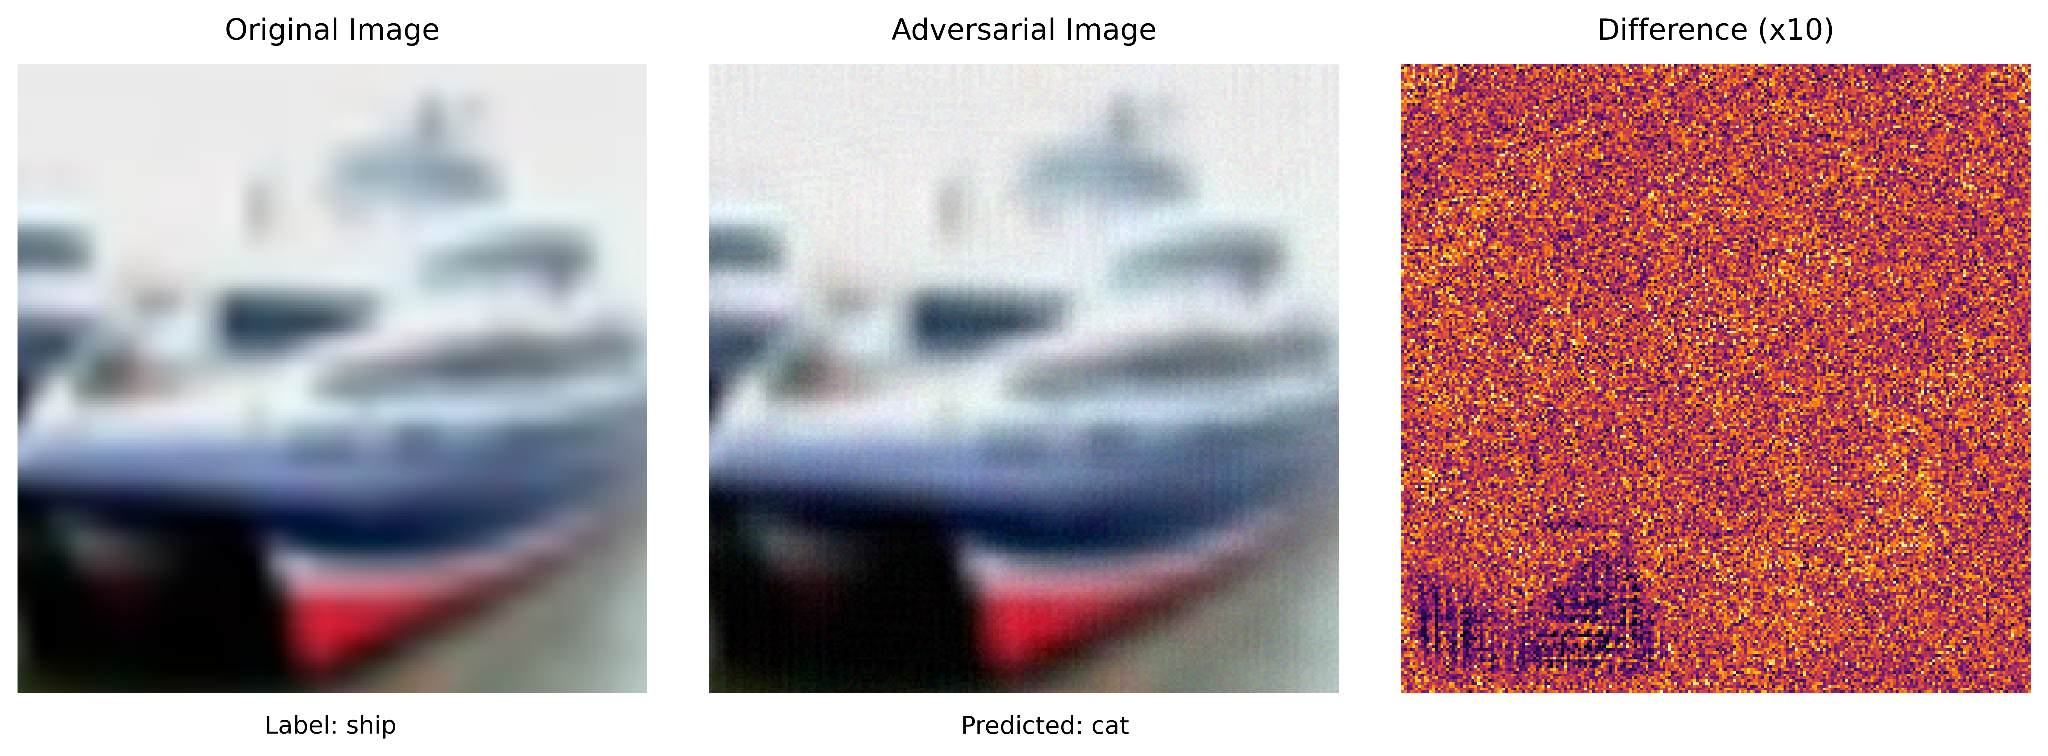 Original Image
Adversarial Image
Difference (x10)
Label: ship
Predicted: cat